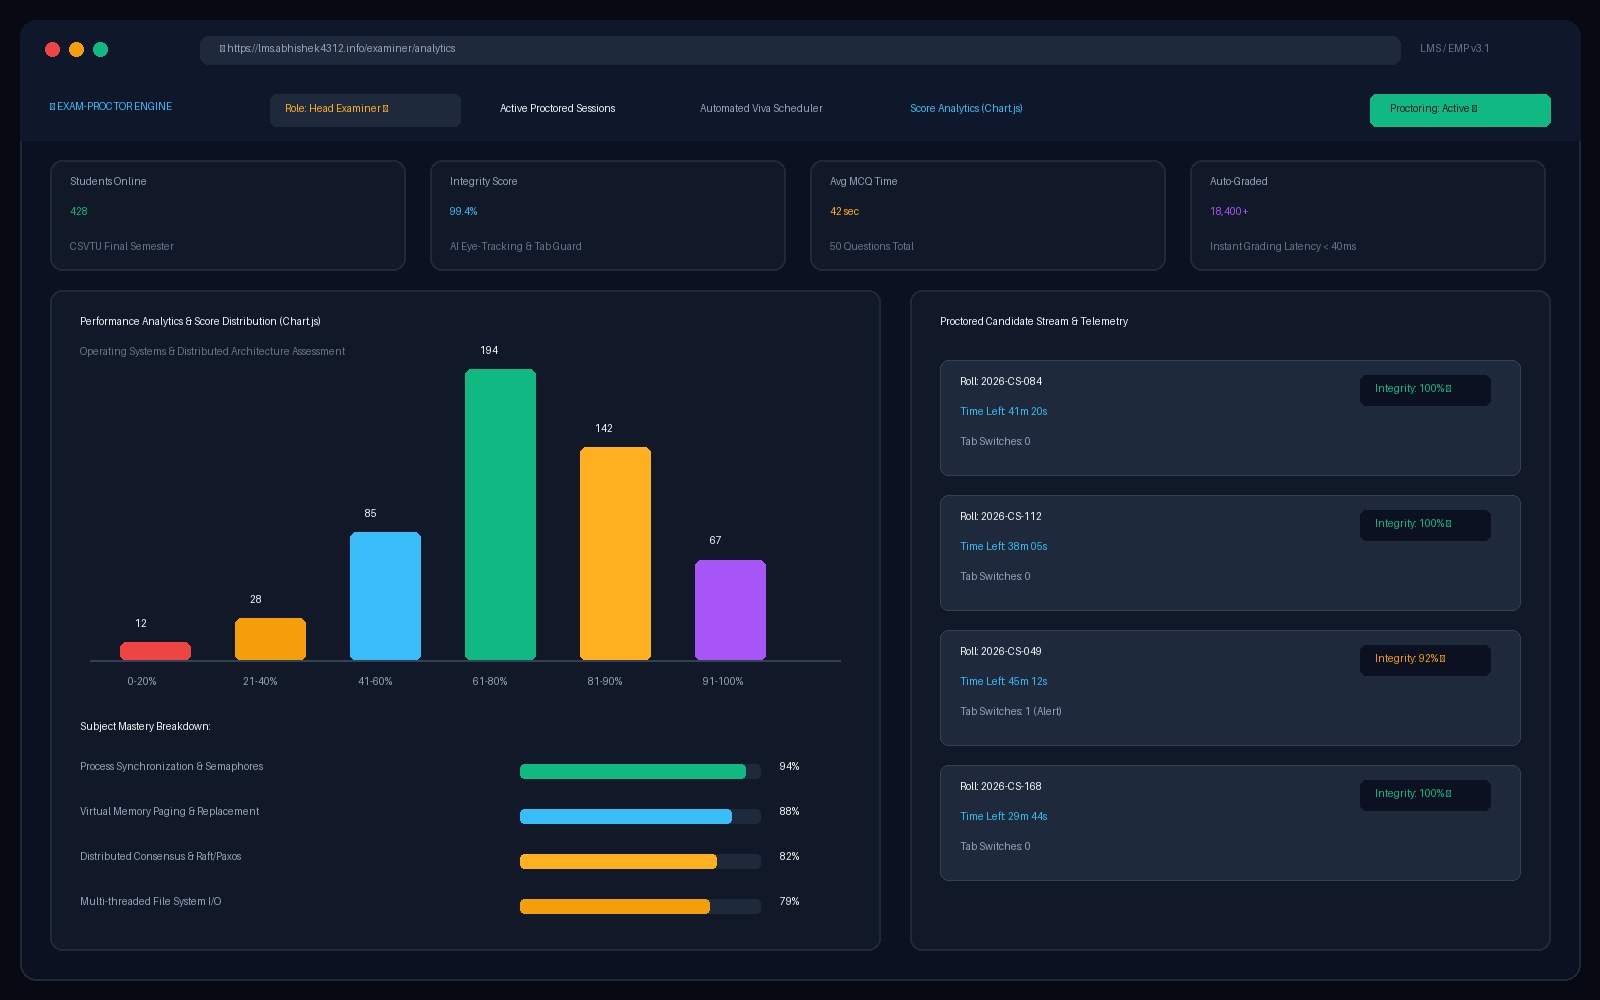 https://lms.abhishek4312.info/examiner/analytics
LMS / EMP v3.1
EXAM-PROCTOR ENGINE
Role: Head Examiner
Active Proctored Sessions
Automated Viva Scheduler
Score Analytics (Chart.js)
Proctoring: Active
Students Online
428
CSVTU Final Semester
Integrity Score
99.4%
AI Eye-Tracking & Tab Guard
Avg MCQ Time
42 sec
50 Questions Total
Auto-Graded
18,400+
Instant Grading Latency < 40ms
Performance Analytics & Score Distribution (Chart.js)
Operating Systems & Distributed Architecture Assessment
12
28
85
194
142
67
0-20%
21-40%
41-60%
61-80%
81-90%
91-100%
Subject Mastery Breakdown:
Process Synchronization & Semaphores
94%
Virtual Memory Paging & Replacement
88%
Distributed Consensus & Raft/Paxos
82%
Multi-threaded File System I/O
79%
Proctored Candidate Stream & Telemetry
Roll: 2026-CS-084
Integrity: 100%
Time Left: 41m 20s
Tab Switches: 0
Roll: 2026-CS-112
Integrity: 100%
Time Left: 38m 05s
Tab Switches: 0
Roll: 2026-CS-049
Integrity: 92%
Time Left: 45m 12s
Tab Switches: 1 (Alert)
Roll: 2026-CS-168
Integrity: 100%
Time Left: 29m 44s
Tab Switches: 0